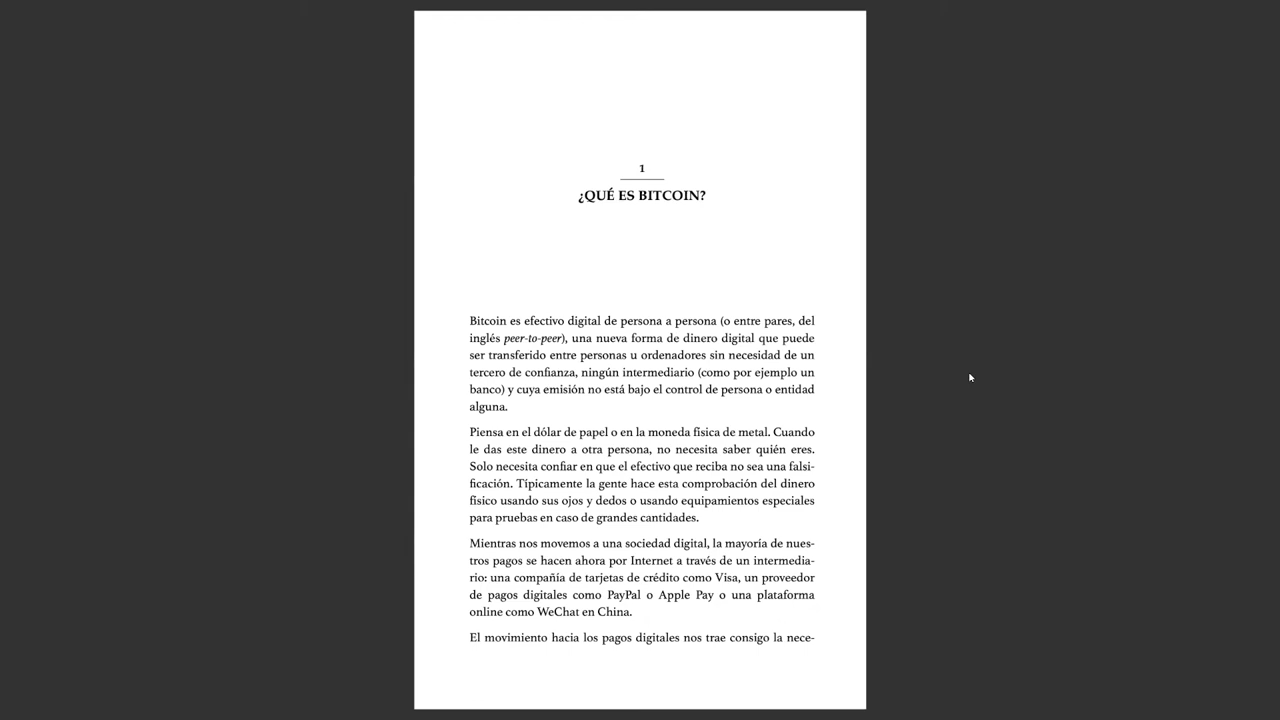 1
¿QUÉ ES BITCOIN?
Bitcoin es efectivo digital de persona a persona (o entre pares, del
inglés peer-to-peer), una nueva forma de dinero digital que puede
ser transferido entre personas u ordenadores sin necesidad de un
tercero de confianza, ningún intermediario (como por ejemplo un
banco) y cuya emisión no está bajo el control de persona o entidad
alguna.
Piensa en el dólar de papel o en la moneda física de metal. Cuando
le das este dinero a otra persona, no necesita saber quién eres.
Solo necesita confiar en que el efectivo que reciba no sea una falsi-
ficación. Típicamente la gente hace esta comprobación del dinero
físico usando sus ojos y dedos o usando equipamientos especiales
para pruebas en caso de grandes cantidades.
Mientras nos movemos a una sociedad digital, la mayoría de nues-
tros pagos se hacen ahora por Internet a través de un intermedia-
rio: una compañía de tarjetas de crédito como Visa, un proveedor
de pagos digitales como PayPal o Apple Pay o una plataforma
online como WeChat en China.
El movimiento hacia los pagos digitales nos trae consigo la nece-